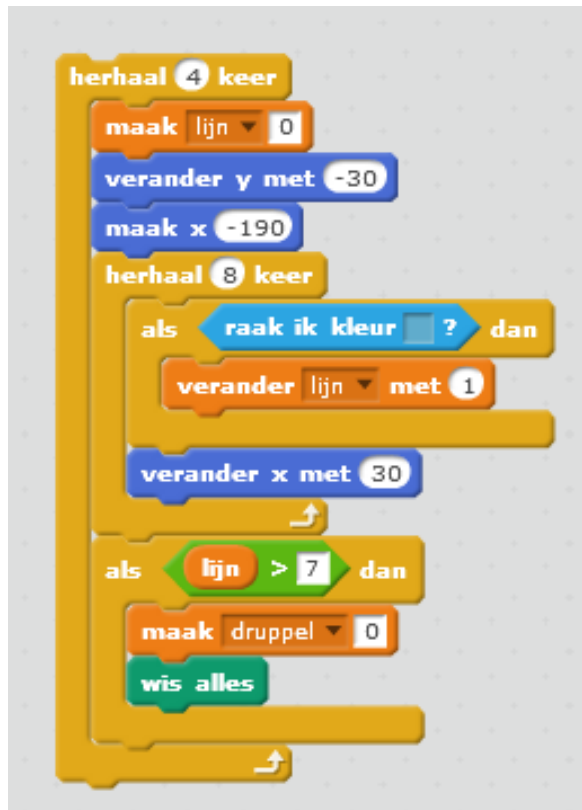 herhaal 4 keer
maak lijn 0
verander y met -30
maak x -190
herhaal 8 keer
als raak ik kleur ? dan
verander lijn met 1
verander x met 30
als lijn > 7 dan
maak druppel 0
wis alles